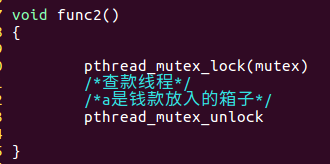 void func2()
{
pthread_mutex_lock(mutex)
/*查款线程*/
/*a是钱款放入的箱子*/
pthread_mutex_unlock
}